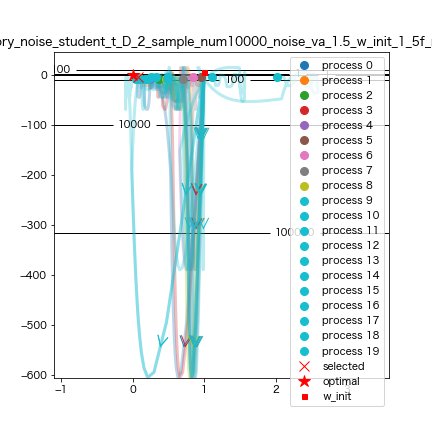 ory_noise_student_t_D_2_sample_num10000_noise_va_1.5_w_init_1_5f_r
00
100
10000
0
−100
−200
−300
−400
−500
−600
−1
0
1
2
process 0
process 1
process 2
process 3
process 4
process 5
process 6
process 7
process 8
process 9
process 10
process 11
process 12
process 13
process 14
process 15
process 16
process 17
process 18
process 19
selected
optimal
w_init